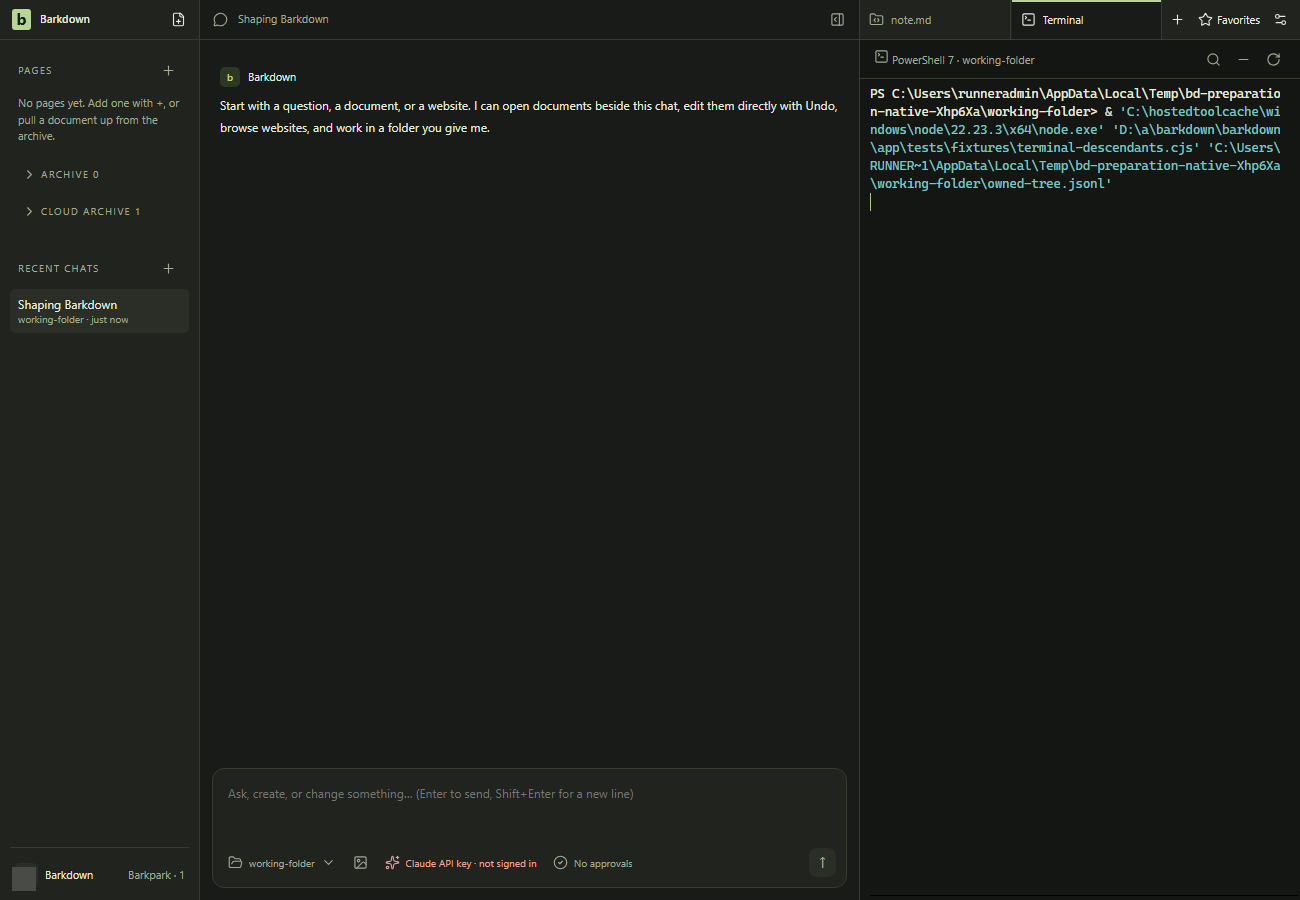 b Barkdown
PAGES
No pages yet. Add one with +, or
pull a document up from the
archive.
ARCHIVE 0
CLOUD ARCHIVE 1
RECENT CHATS
Shaping Barkdown
working-folder · just now
Barkdown
Barkpark · 1
Shaping Barkdown
b Barkdown
Start with a question, a document, or a website. I can open documents beside this chat, edit them directly with Undo,
browse websites, and work in a folder you give me.
Ask, create, or change something... (Enter to send, Shift+Enter for a new line)
working-folder
Claude API key · not signed in
No approvals
note.md
Terminal
Favorites
PowerShell 7 · working-folder
PS C:\Users\runneradmin\AppData\Local\Temp\bd-preparatio
n-native-Xhp6Xa\working-folder> & 'C:\hostedtoolcache\wi
ndows\node\22.23.3\x64\node.exe' 'D:\a\barkdown\barkdown
\app\tests\fixtures\terminal-descendants.cjs' 'C:\Users\
RUNNER~1\AppData\Local\Temp\bd-preparation-native-Xhp6Xa
\working-folder\owned-tree.jsonl'